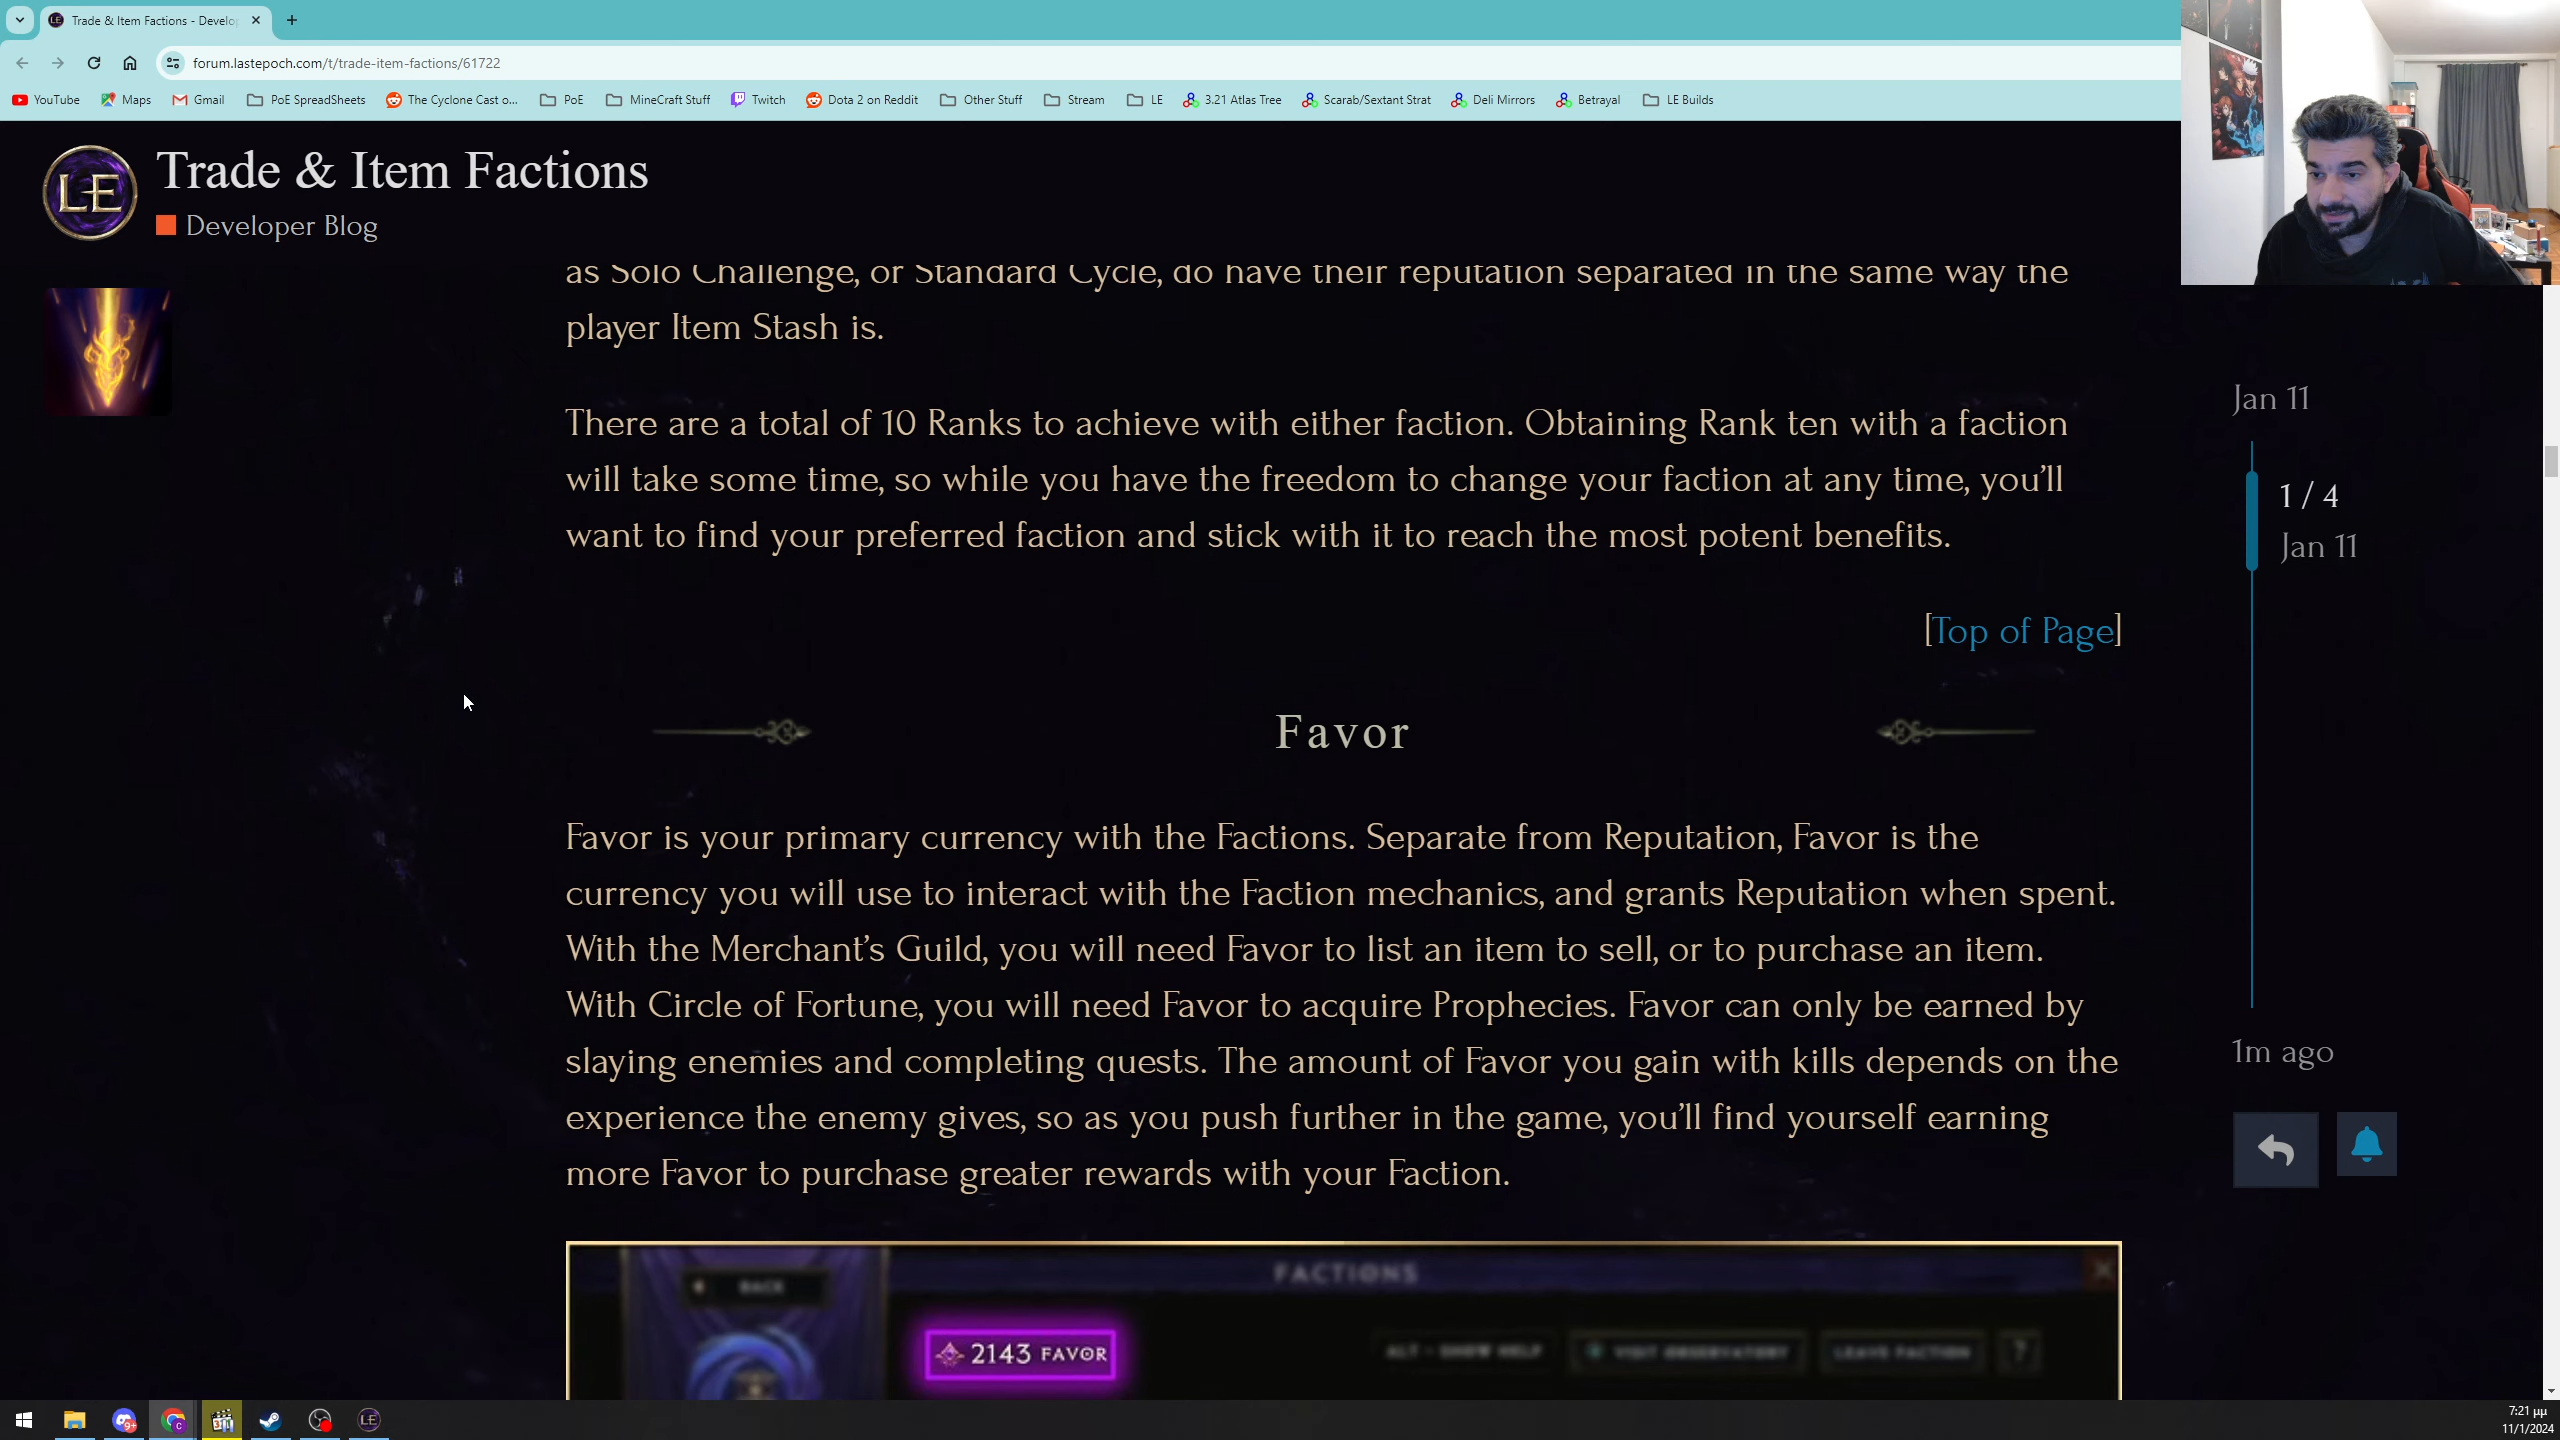 Trade & Item Factions - Develo
forum.lastepoch.com/t/trade-item-factions/61722
YouTube Maps Gmail PoE SpreadSheets The Cyclone Cast o... PoE MineCraft Stuff Twitch Dota 2 on Reddit Other Stuff Stream LE 3.21 Atlas Tree Scarab/Sextant Strat Deli Mirrors Betrayal LE Builds
LE
Trade & Item Factions
Developer Blog
as Solo Challenge, or Standard Cycle, do have their reputation separated in the same way the
player Item Stash is.
There are a total of 10 Ranks to achieve with either faction. Obtaining Rank ten with a faction
will take some time, so while you have the freedom to change your faction at any time, you'll
want to find your preferred faction and stick with it to reach the most potent benefits.
[Top of Page]
Favor
Favor is your primary currency with the Factions. Separate from Reputation, Favor is the
currency you will use to interact with the Faction mechanics, and grants Reputation when spent.
With the Merchant's Guild, you will need Favor to list an item to sell, or to purchase an item.
With Circle of Fortune, you will need Favor to acquire Prophecies. Favor can only be earned by
slaying enemies and completing quests. The amount of Favor you gain with kills depends on the
experience the enemy gives, so as you push further in the game, you'll find yourself earning
more Favor to purchase greater rewards with your Faction.
FACTIONS
BACK
2143 FAVOR
ALT - SHOW HELP
VISIT OBSERVATORY
LEAVE FACTION
?
Jan 11
1 / 4
Jan 11
1m ago
9+
LE
7:21 μμ
11/1/2024